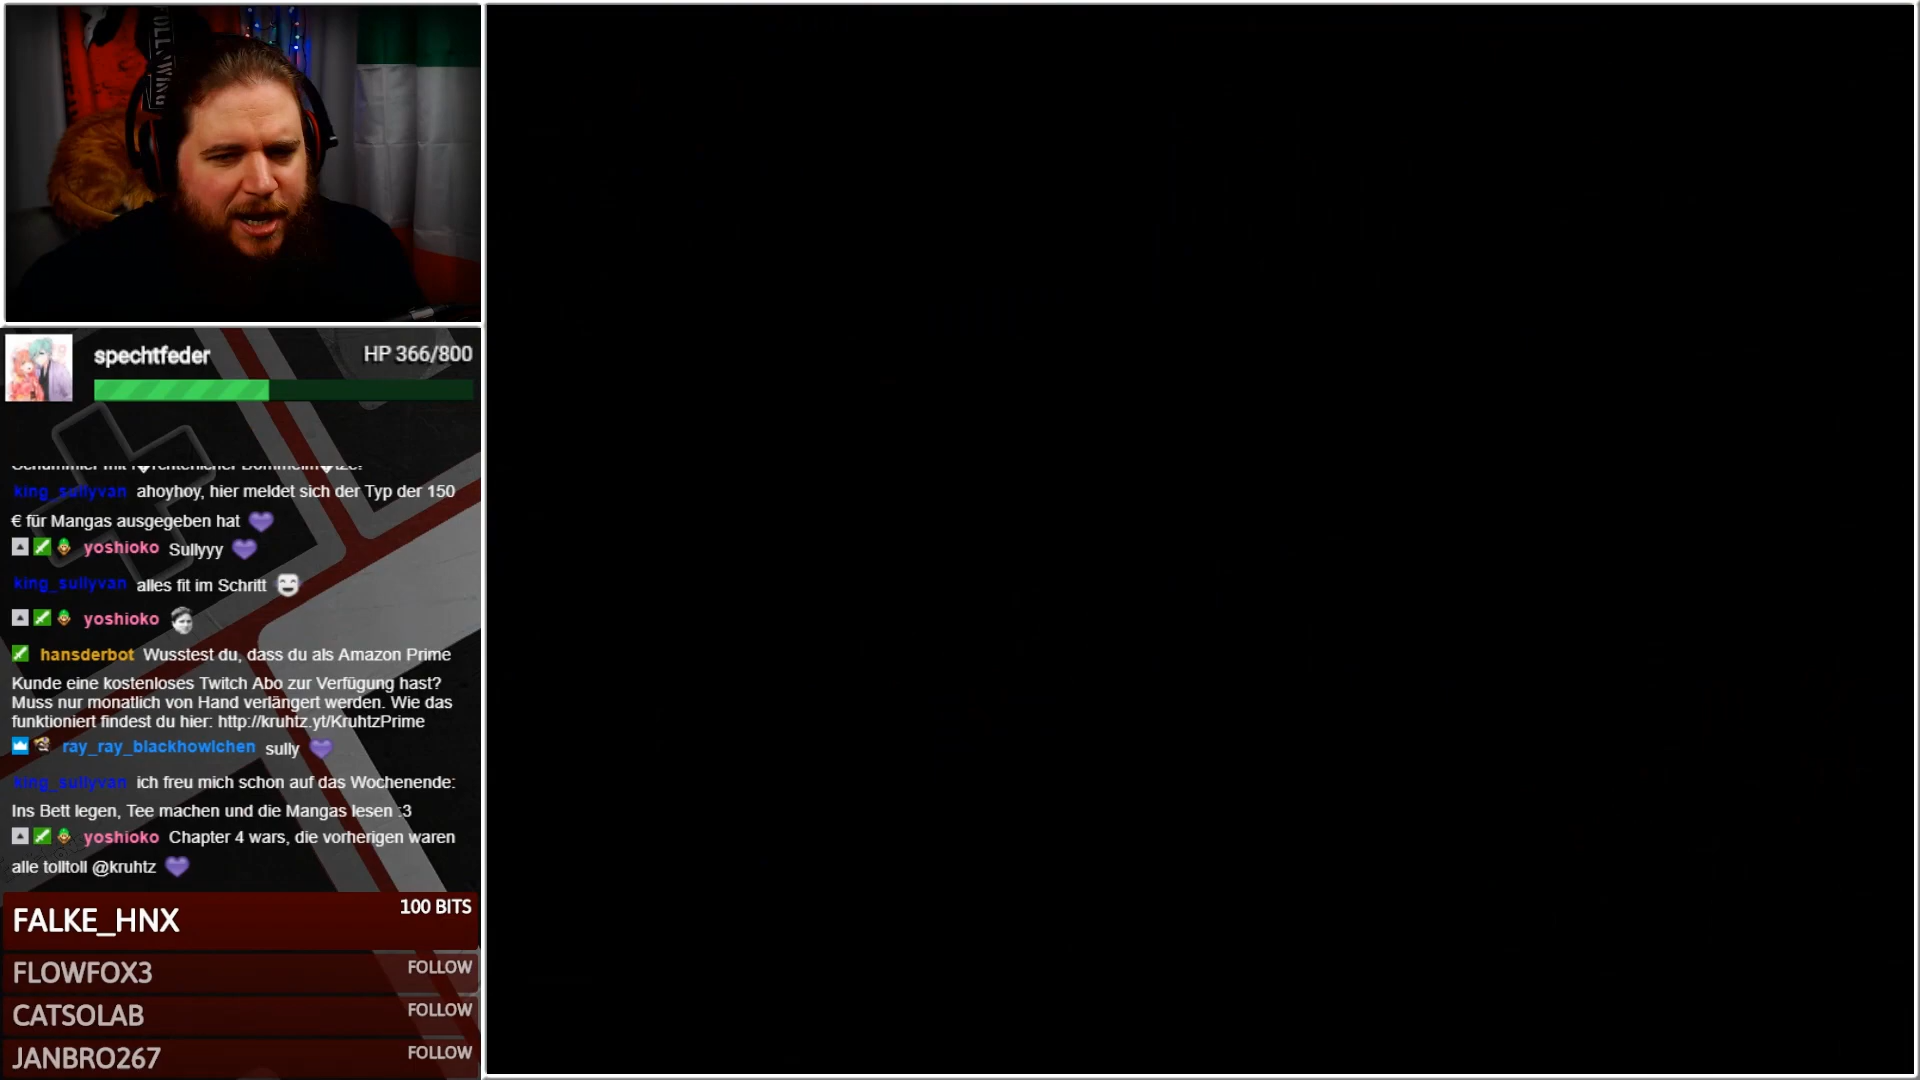 spechtfeder HP 366/800
king_sullyvan ahoyhoy, hier meldet sich der Typ der 150
€ für Mangas ausgegeben hat
yoshioko Sullyyy
king_sullyvan alles fit im Schritt
yoshioko
hansderbot Wusstest du, dass du als Amazon Prime
Kunde eine kostenloses Twitch Abo zur Verfügung hast?
Muss nur monatlich von Hand verlängert werden. Wie das
funktioniert findest du hier: http://kruhtz.yt/KruhtzPrime
ray_ray_blackhowlchen sully
king_sullyvan ich freu mich schon auf das Wochenende:
Ins Bett legen, Tee machen und die Mangas lesen :3
yoshioko Chapter 4 wars, die vorherigen waren
alle tolltoll @kruhtz
FALKE_HNX 100 BITS
FLOWFOX3 FOLLOW
CATSOLAB FOLLOW
JANBRO267 FOLLOW